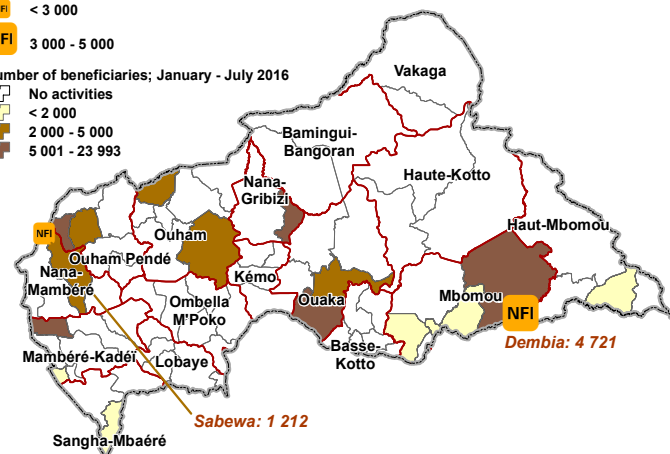 NFI
< 3 000
NFI
3 000 - 5 000
umber of beneficiaries; January - July 2016
No activities
< 2 000
2 000 - 5 000
5 001 - 23 993
Vakaga
Bamingui-
Bangoran
Haute-Kotto
Nana-
Gribizi
Haut-Mbomou
Ouham
NFI
Ouham Pendé
Nana-
Mambéré
Kémo
Ombella
M'Poko
Ouaka
Mbomou
NFI
Basse-
Kotto
Dembia: 4 721
Mambéré-Kadéï
Lobaye
Sabewa: 1 212
Sangha-Mbaéré